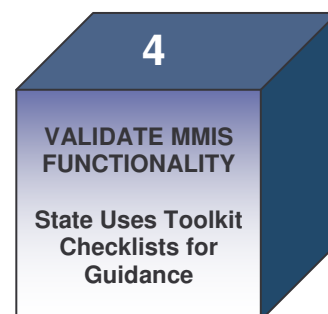 4
VALIDATE MMIS
FUNCTIONALITY
State Uses Toolkit
Checklists for
Guidance